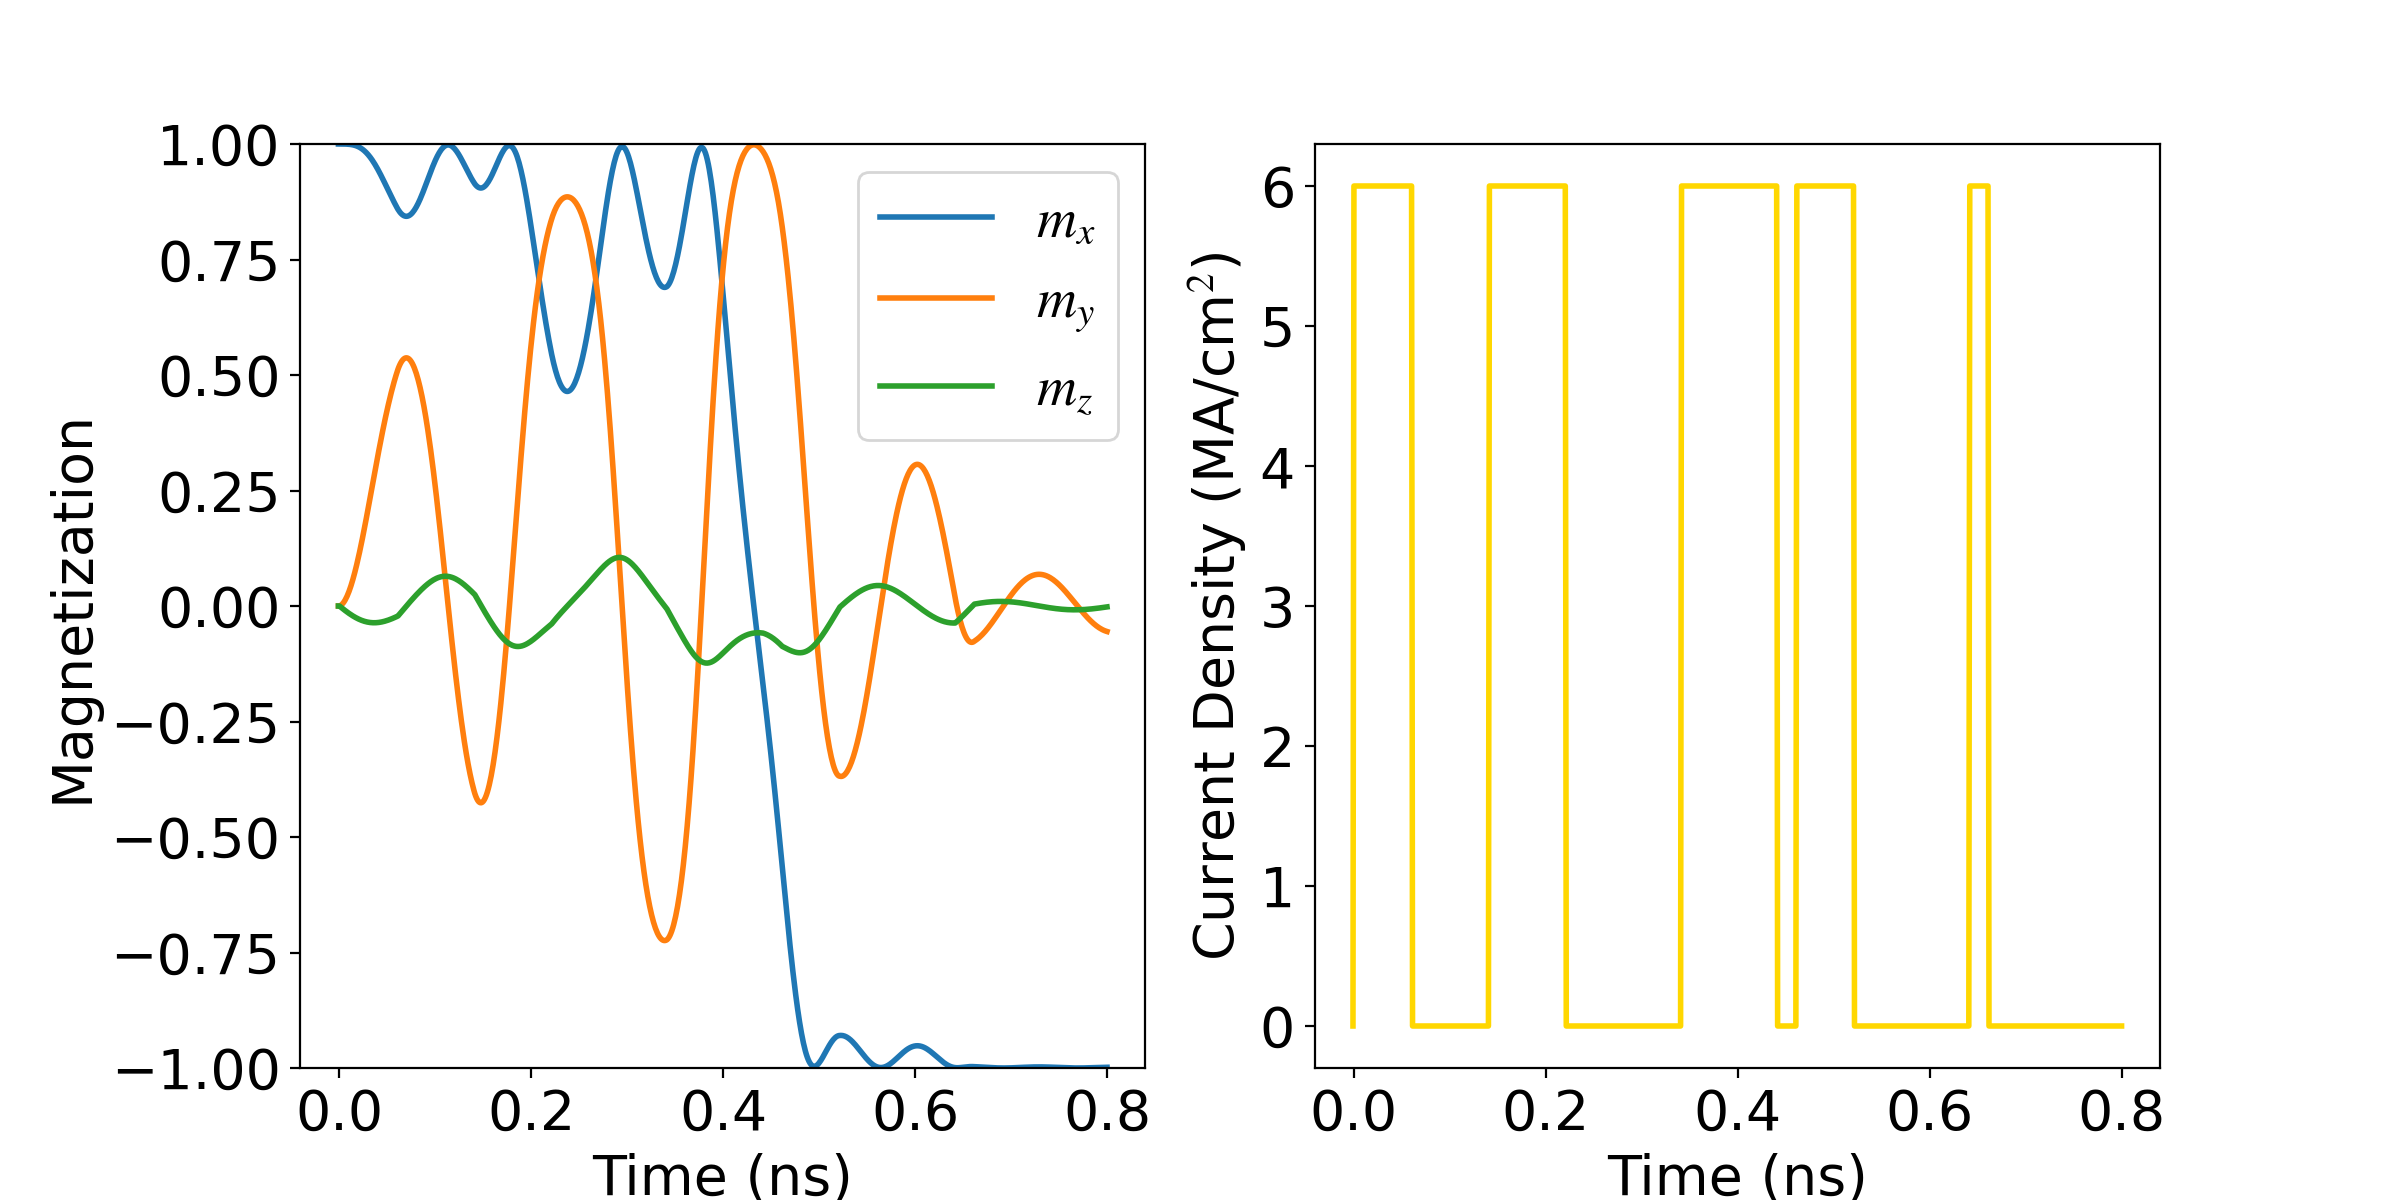 Magnetization
1.00
0.75
0.50
0.25
0.00
−0.25
−0.50
−0.75
−1.00
0.0 0.2 0.4 0.6 0.8
Time (ns)
m_x
m_y
m_z
Current Density (MA/cm²)
6
5
4
3
2
1
0
0.0 0.2 0.4 0.6 0.8
Time (ns)